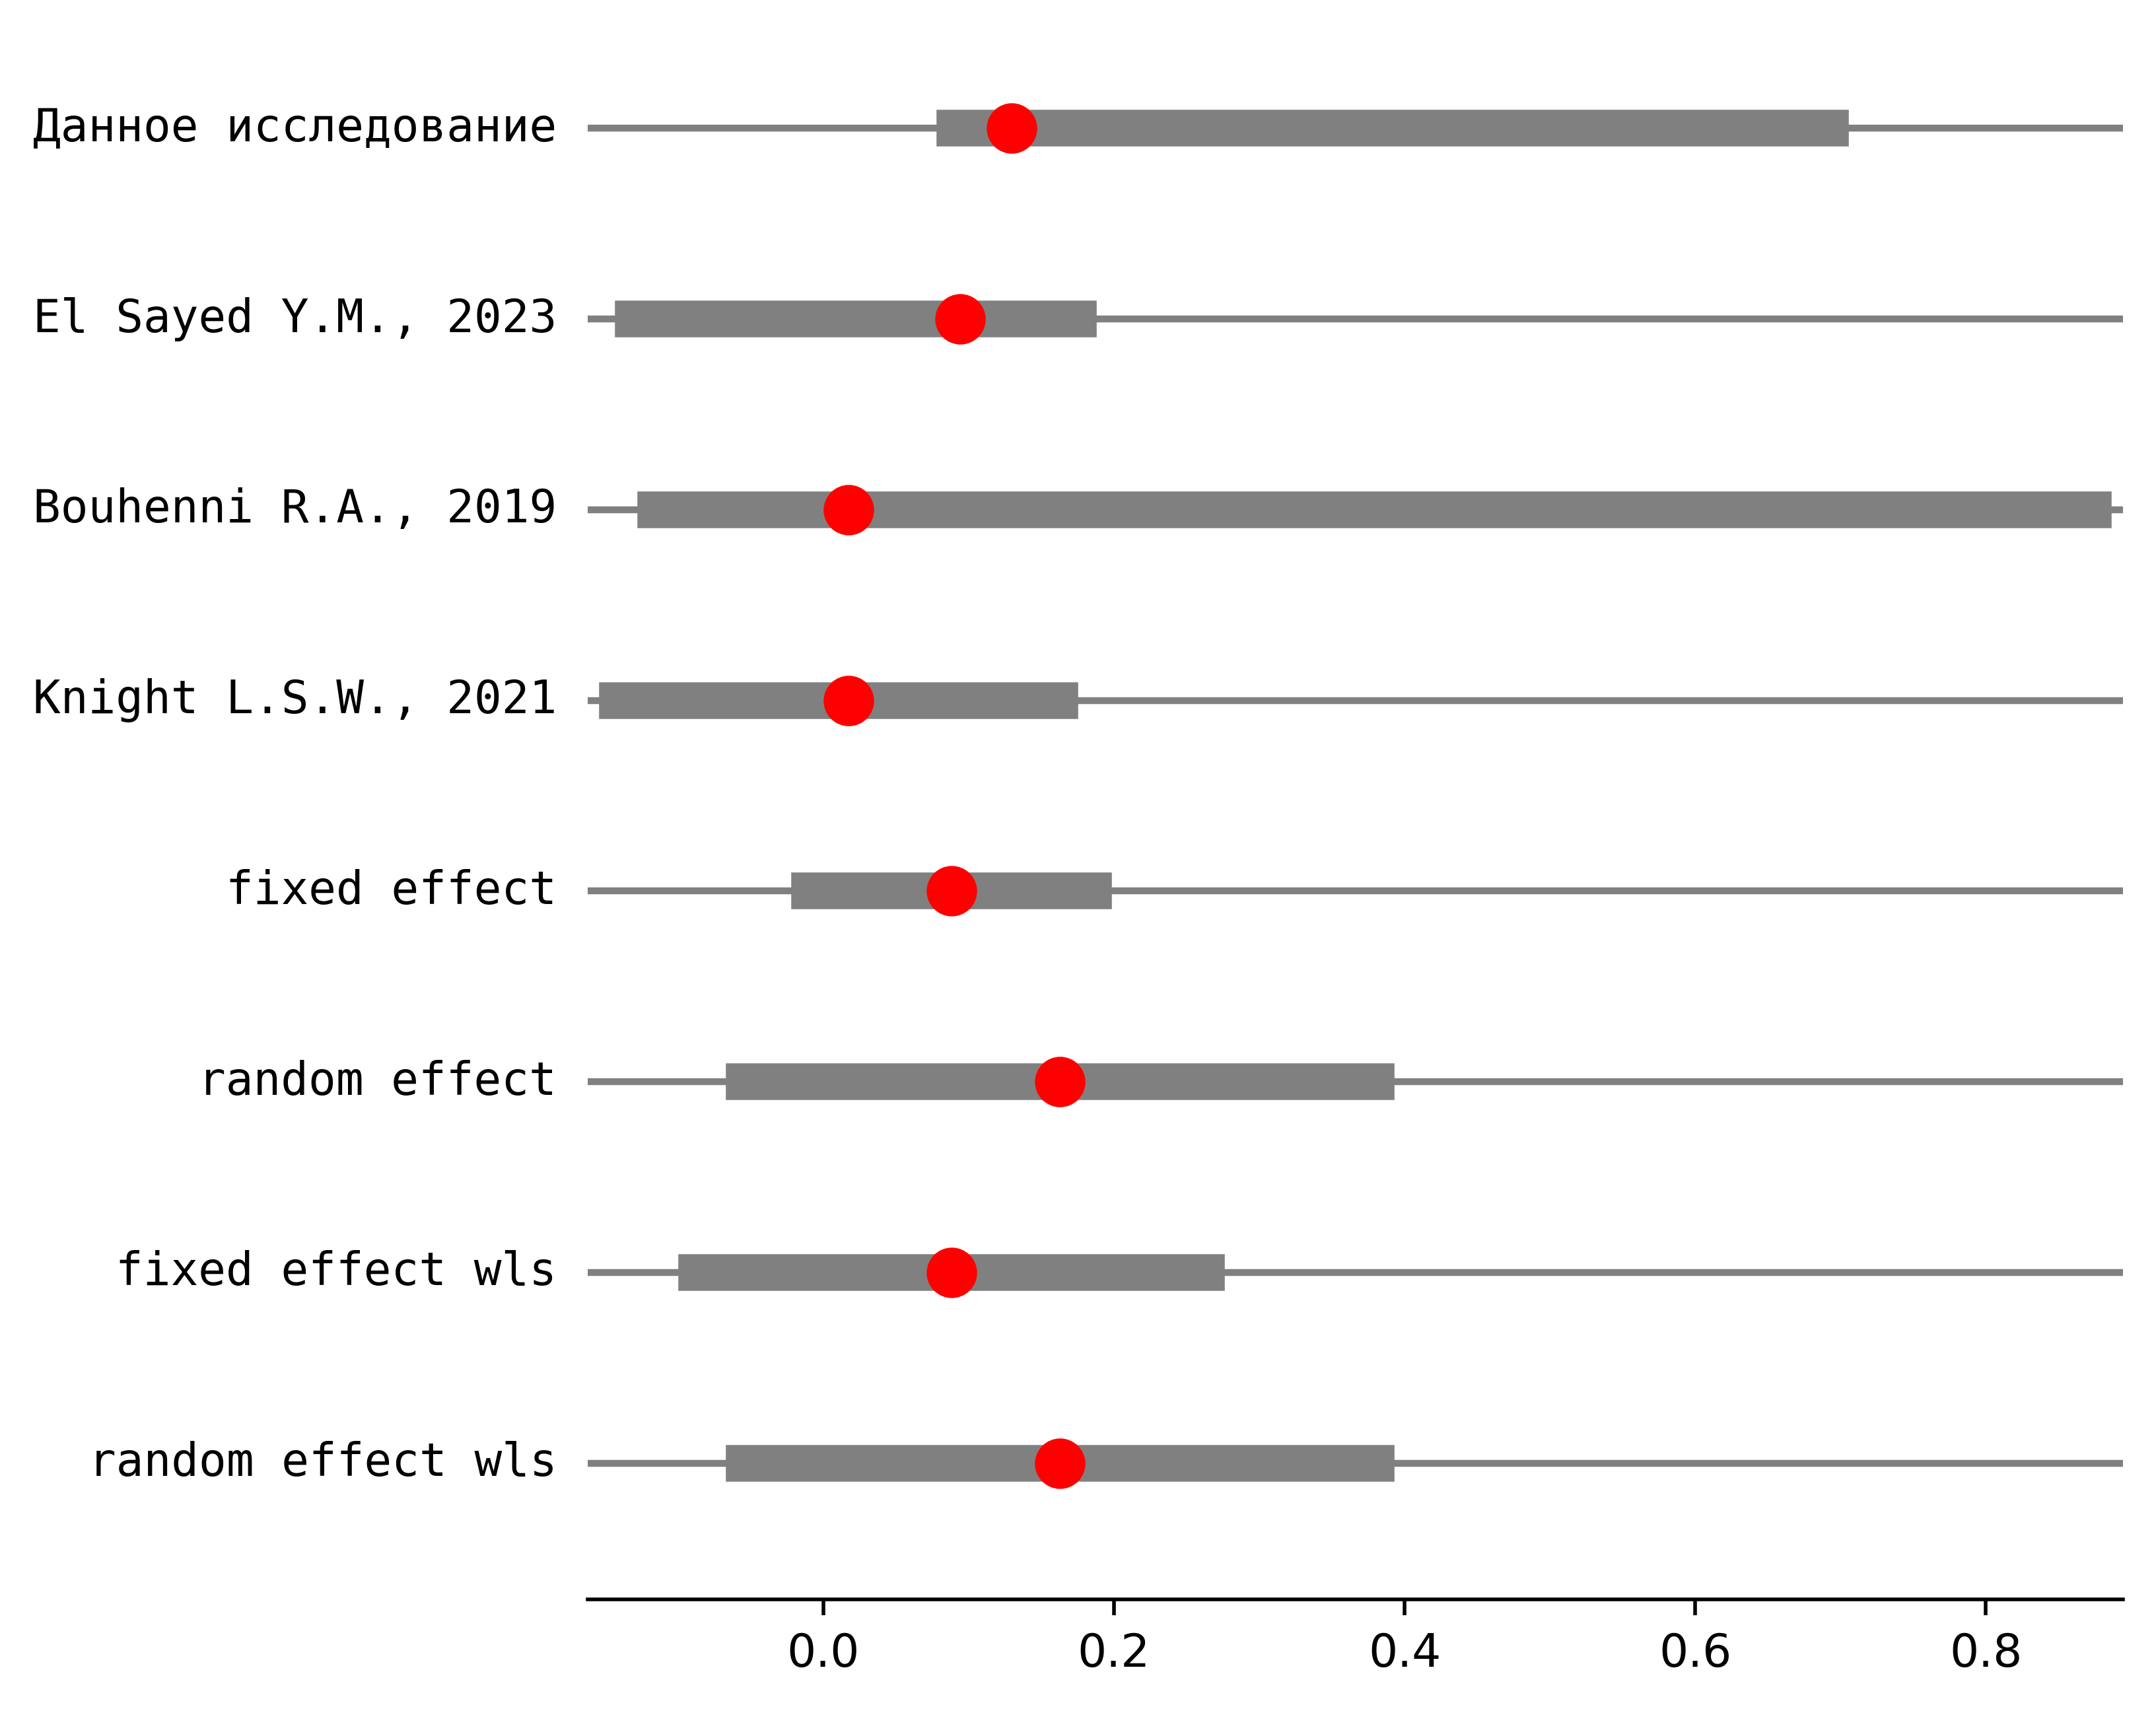 Данное исследование
El Sayed Y.M., 2023
Bouhenni R.A., 2019
Knight L.S.W., 2021
fixed effect
random effect
fixed effect wls
random effect wls
0.0 0.2 0.4 0.6 0.8